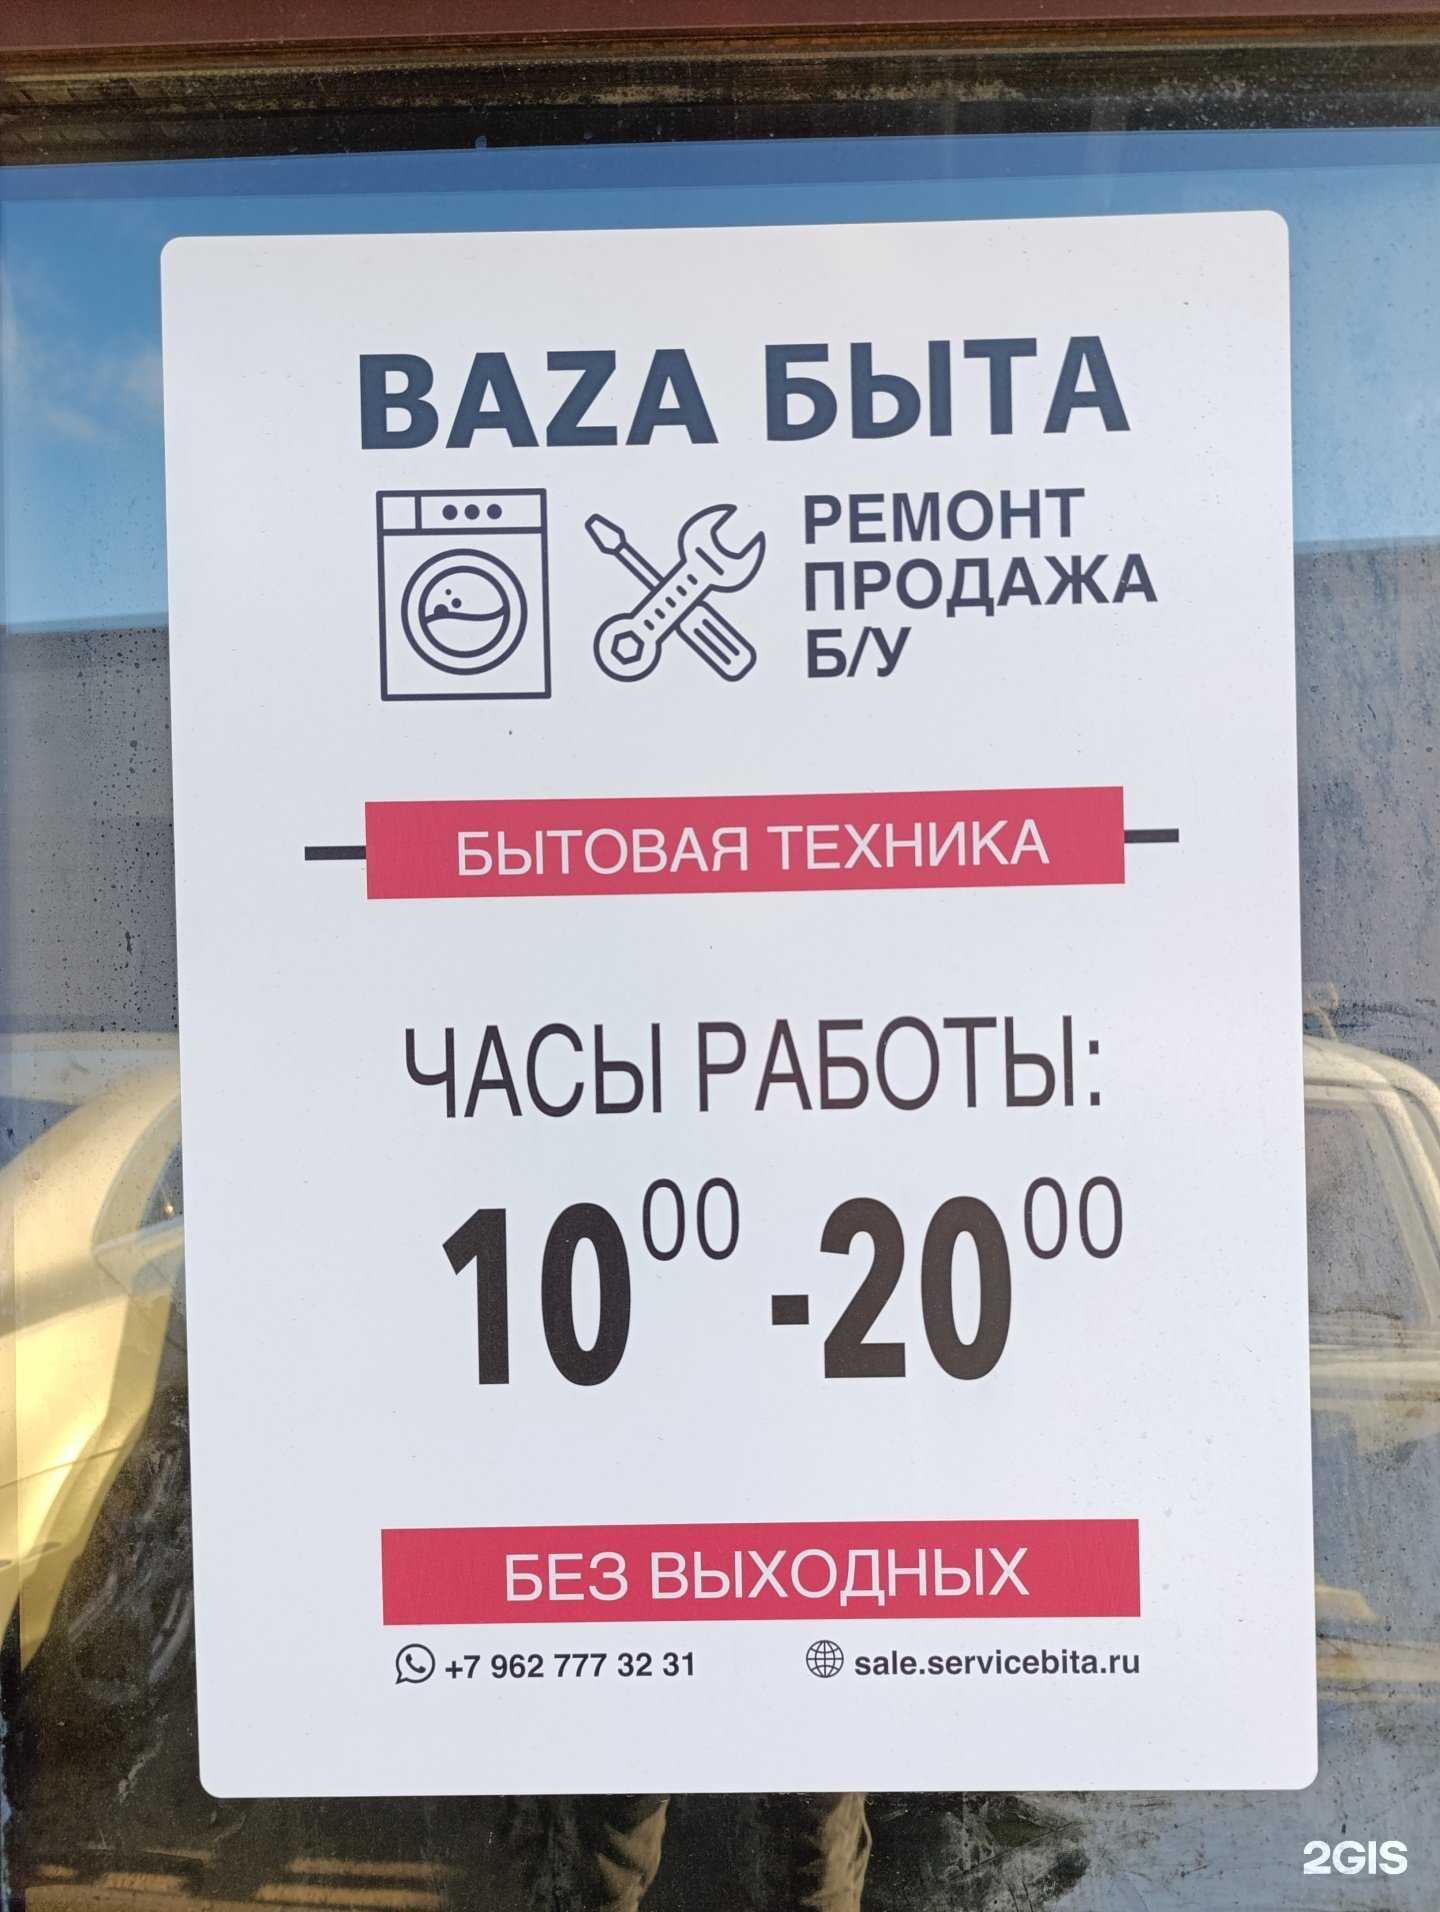 BAZA БЫТА
РЕМОНТ
ПРОДАЖА
Б/У
БЫТОВАЯ ТЕХНИКА
ЧАСЫ РАБОТЫ:
10⁰⁰ -20⁰⁰
БЕЗ ВЫХОДНЫХ
+7 962 777 32 31 sale.servicebita.ru
2GIS